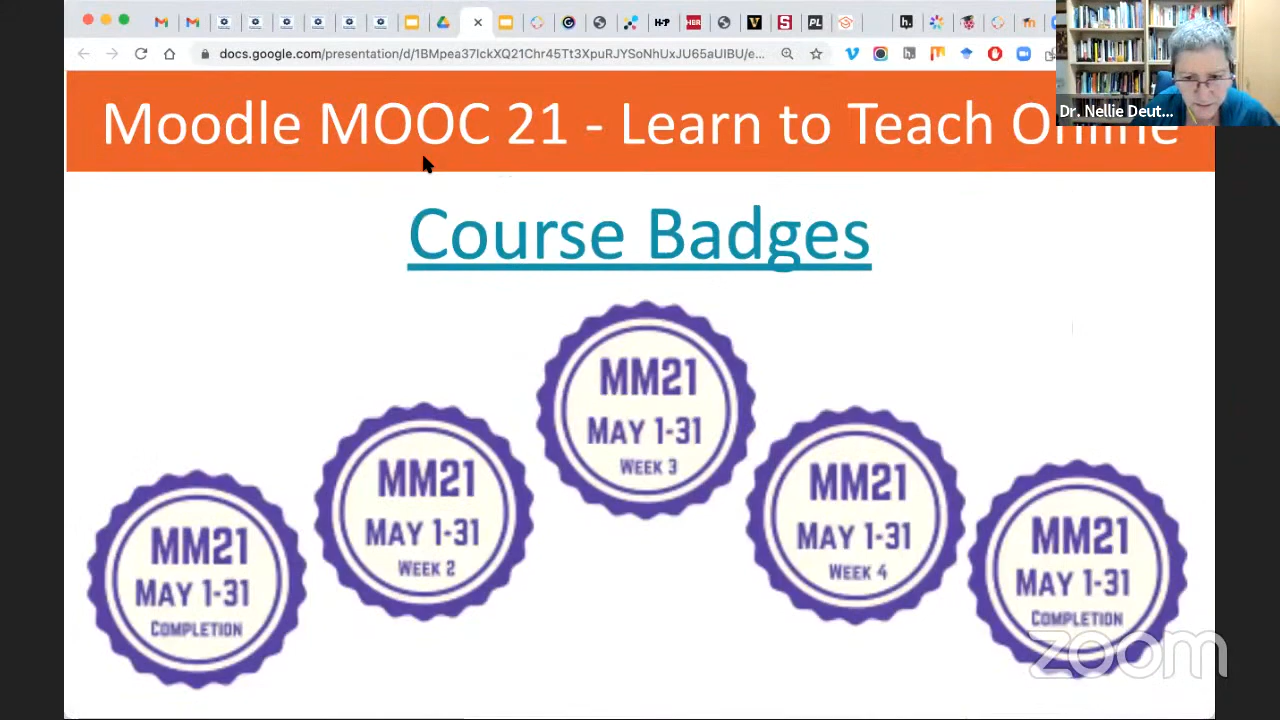 docs.google.com/presentation/d/1BMpea37IckXQ21Chr45Tt3XpuRJYSoNhUxJU65aUIBU/e...
Dr. Nellie Deut...
Moodle MOOC 21 - Learn to Teach Online
Course Badges
MM21
May 1-31
Week 3
MM21
May 1-31
Week 2
MM21
May 1-31
Week 4
MM21
May 1-31
Completion
MM21
May 1-31
Completion
zoom